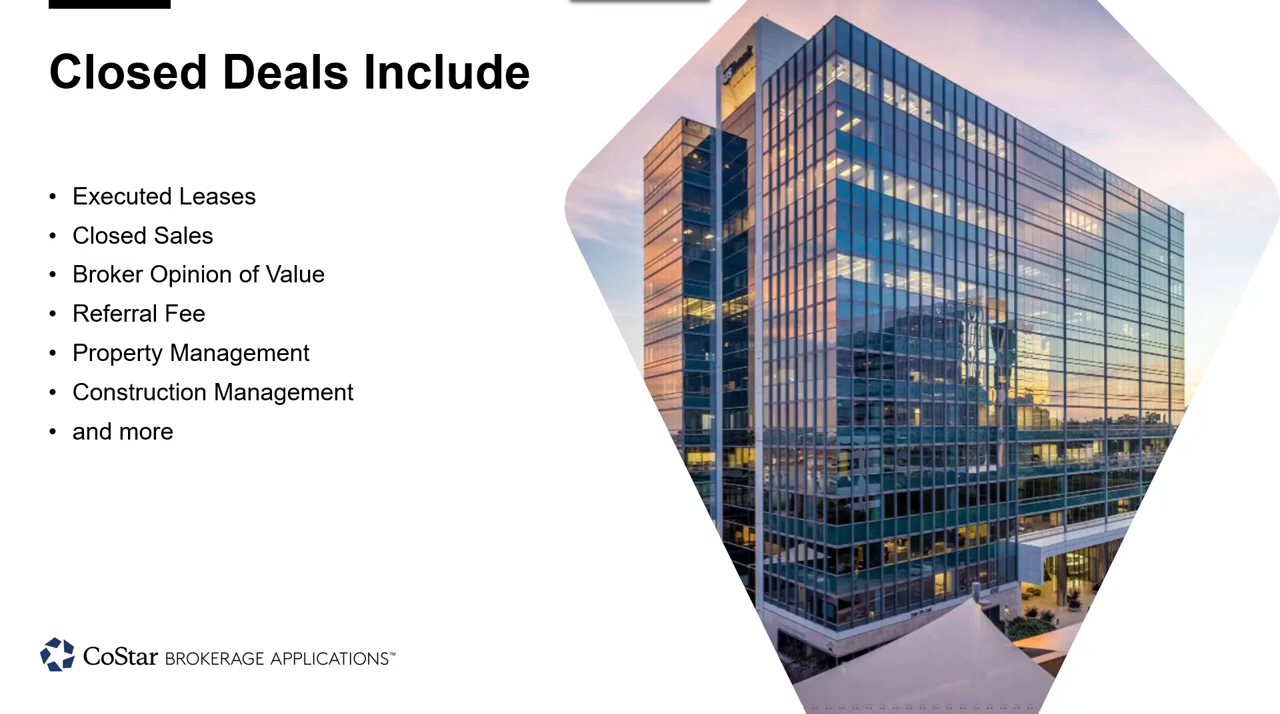 Closed Deals Include
• Executed Leases
• Closed Sales
• Broker Opinion of Value
• Referral Fee
• Property Management
• Construction Management
• and more
CoStar BROKERAGE APPLICATIONS™